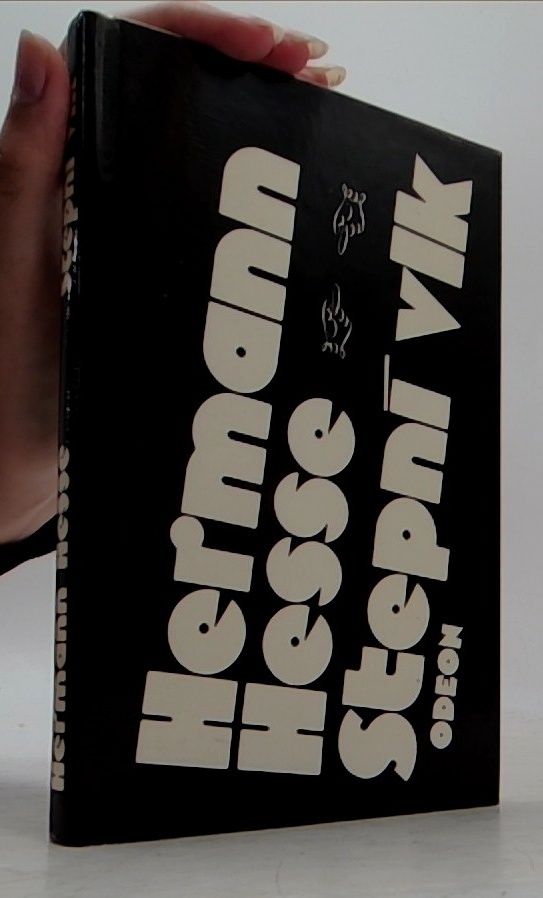 Hermann
Hesse
Stepní vlk
ODEON
Hermann Hesse Stepní vlk